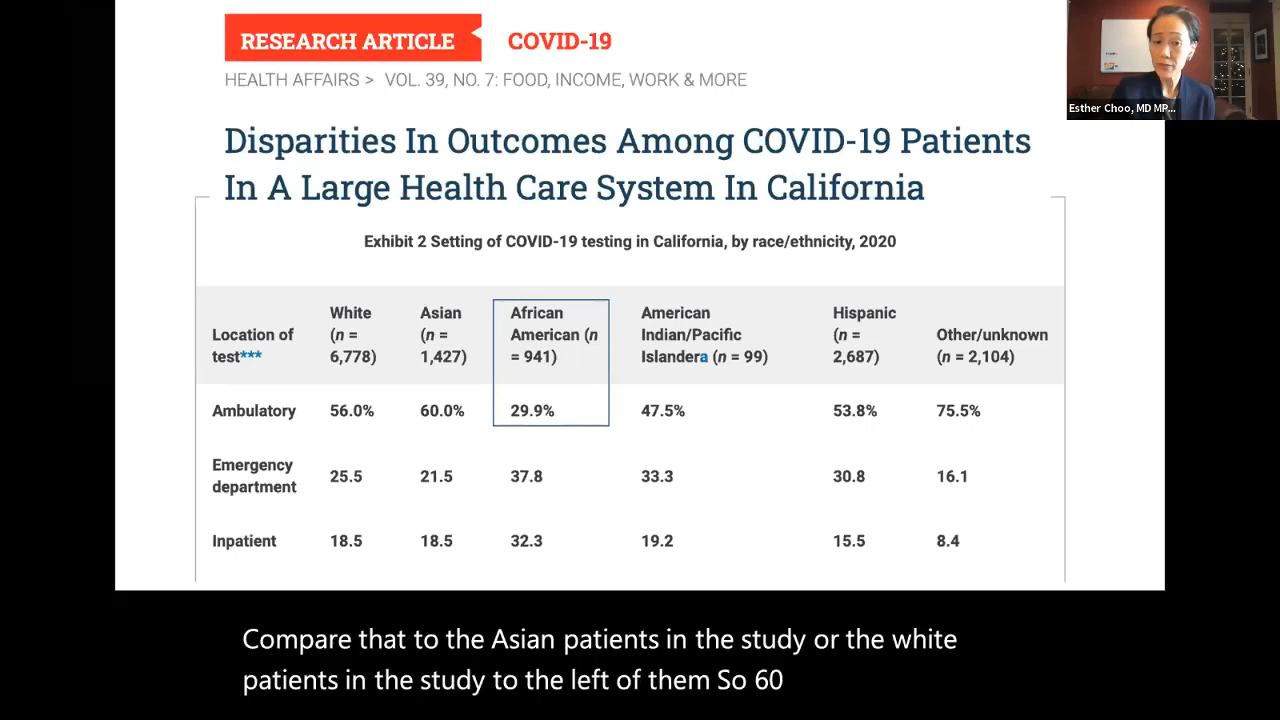 RESEARCH ARTICLE COVID-19
HEALTH AFFAIRS > VOL. 39, NO. 7: FOOD, INCOME, WORK & MORE
Disparities In Outcomes Among COVID-19 Patients
In A Large Health Care System In California
Esther Choo, MD MP...
Exhibit 2 Setting of COVID-19 testing in California, by race/ethnicity, 2020
Location of test*** White (n = 6,778) Asian (n = 1,427) African American (n = 941) American Indian/Pacific Islandera (n = 99) Hispanic (n = 2,687) Other/unknown (n = 2,104)
Ambulatory 56.0% 60.0% 29.9% 47.5% 53.8% 75.5%
Emergency department 25.5 21.5 37.8 33.3 30.8 16.1
Inpatient 18.5 18.5 32.3 19.2 15.5 8.4
Compare that to the Asian patients in the study or the white
patients in the study to the left of them So 60